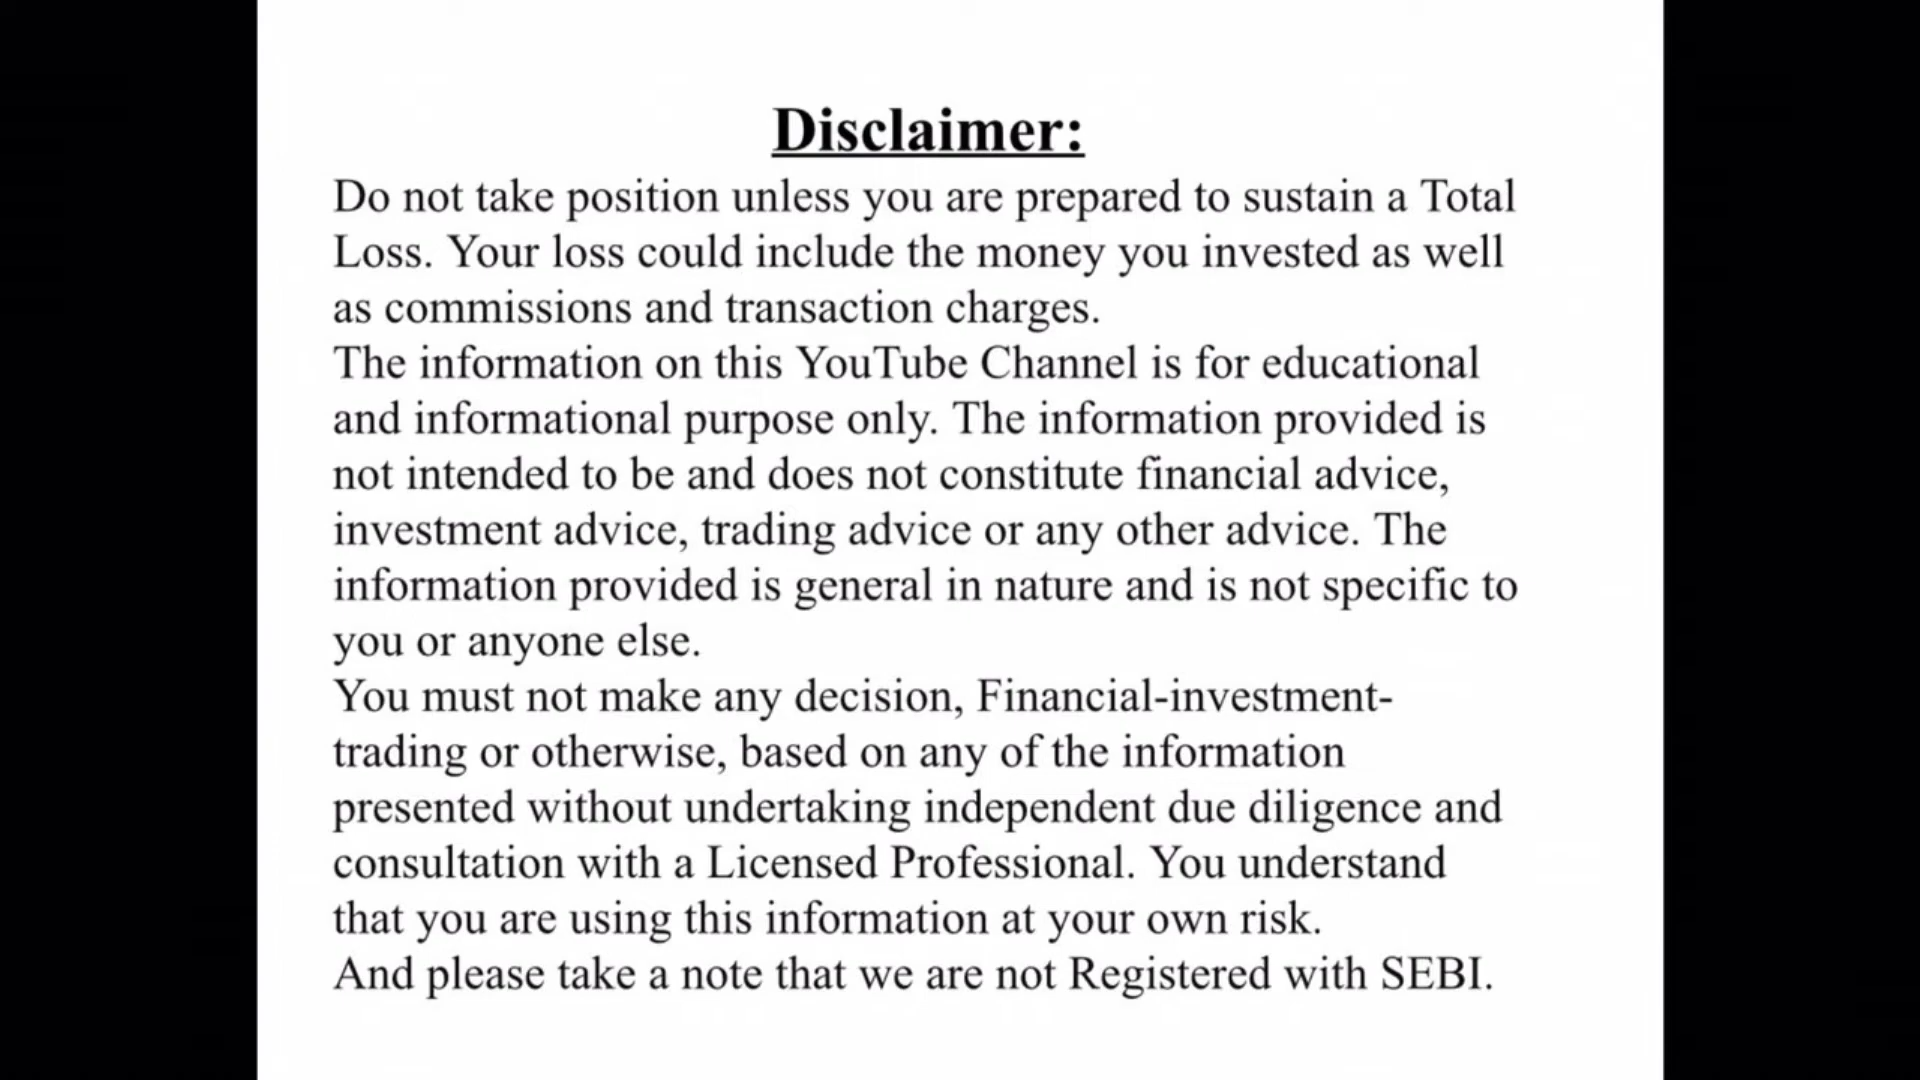 Disclaimer:
Do not take position unless you are prepared to sustain a Total
Loss. Your loss could include the money you invested as well
as commissions and transaction charges.
The information on this YouTube Channel is for educational
and informational purpose only. The information provided is
not intended to be and does not constitute financial advice,
investment advice, trading advice or any other advice. The
information provided is general in nature and is not specific to
you or anyone else.
You must not make any decision, Financial-investment-
trading or otherwise, based on any of the information
presented without undertaking independent due diligence and
consultation with a Licensed Professional. You understand
that you are using this information at your own risk.
And please take a note that we are not Registered with SEBI.